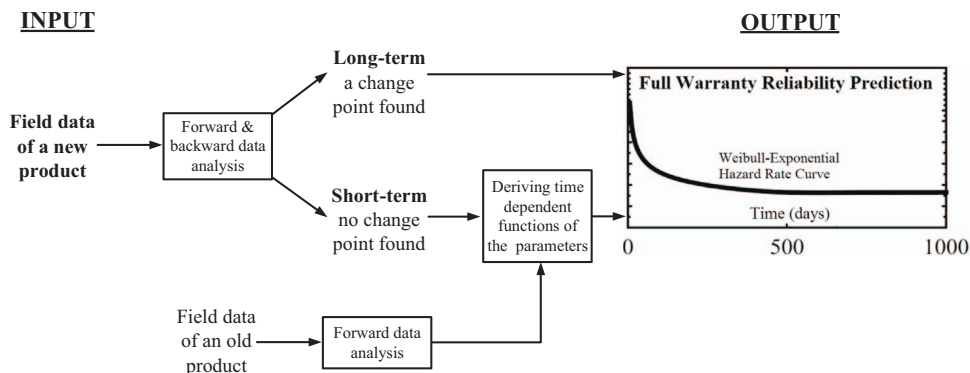 INPUT
OUTPUT
Field data
of a new
product
Forward &
backward data
analysis
Long-term
a change
point found
Short-term
no change
point found
Deriving time
dependent
functions of
the parameters
Full Warranty Reliability Prediction
Weibull-Exponential
Hazard Rate Curve
Time (days)
0
500
1000
Field data
of an old
product
Forward data
analysis